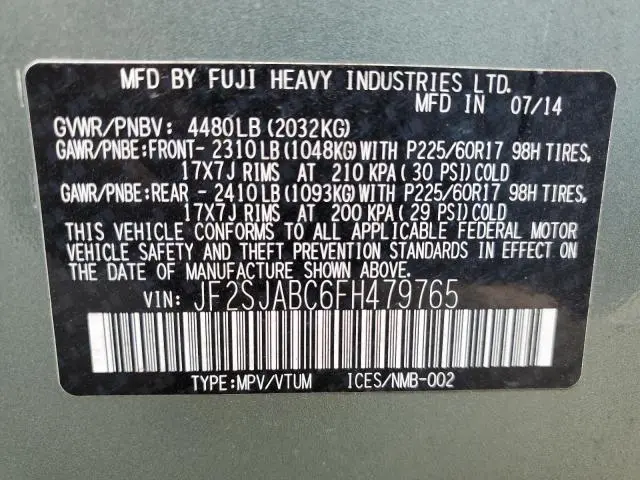 MFD BY FUJI HEAVY INDUSTRIES LTD.
MFD IN 07/14
GVWR/PNBV: 4480LB (2032KG)
GAWR/PNBE:FRONT- 2310LB (1048KG) WITH P225/60R17 98H TIRES,
17X7J RIMS AT 210 KPA ( 30 PSI) COLD
GAWR/PNBE:REAR - 2410LB (1093KG) WITH P225/60R17 98H TIRES,
17X7J RIMS AT 200 KPA ( 29 PSI) COLD
THIS VEHICLE CONFORMS TO ALL APPLICABLE FEDERAL MOTOR
VEHICLE SAFETY AND THEFT PREVENTION STANDARDS IN EFFECT ON
THE DATE OF MANUFACTURE SHOWN ABOVE.
VIN: JF2SJABC6FH479765
TYPE:MPV/VTUM ICES/NMB-002